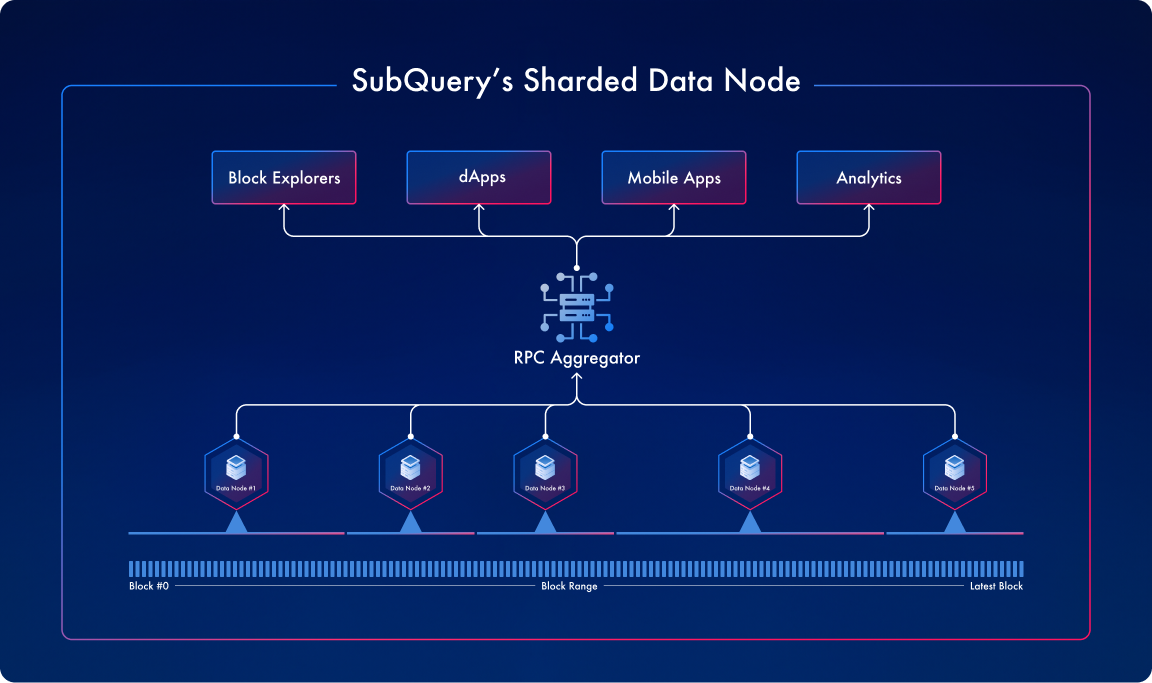 SubQuery’s Sharded Data Node
Block Explorers
dApps
Mobile Apps
Analytics
RPC Aggregator
Data Node #1
Data Node #2
Data Node #3
Data Node #4
Data Node #5
Block #0
Block Range
Latest Block